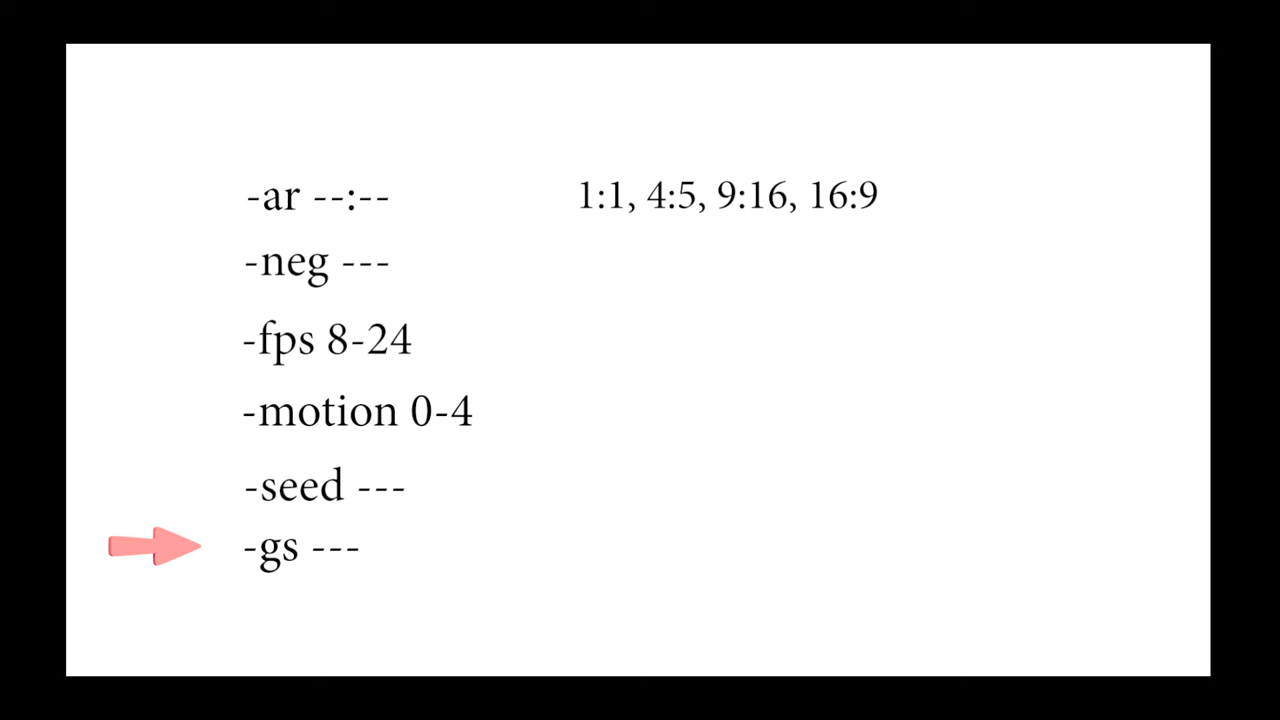 -ar --:-- 1:1, 4:5, 9:16, 16:9
-neg ---
-fps 8-24
-motion 0-4
-seed ---
-gs ---